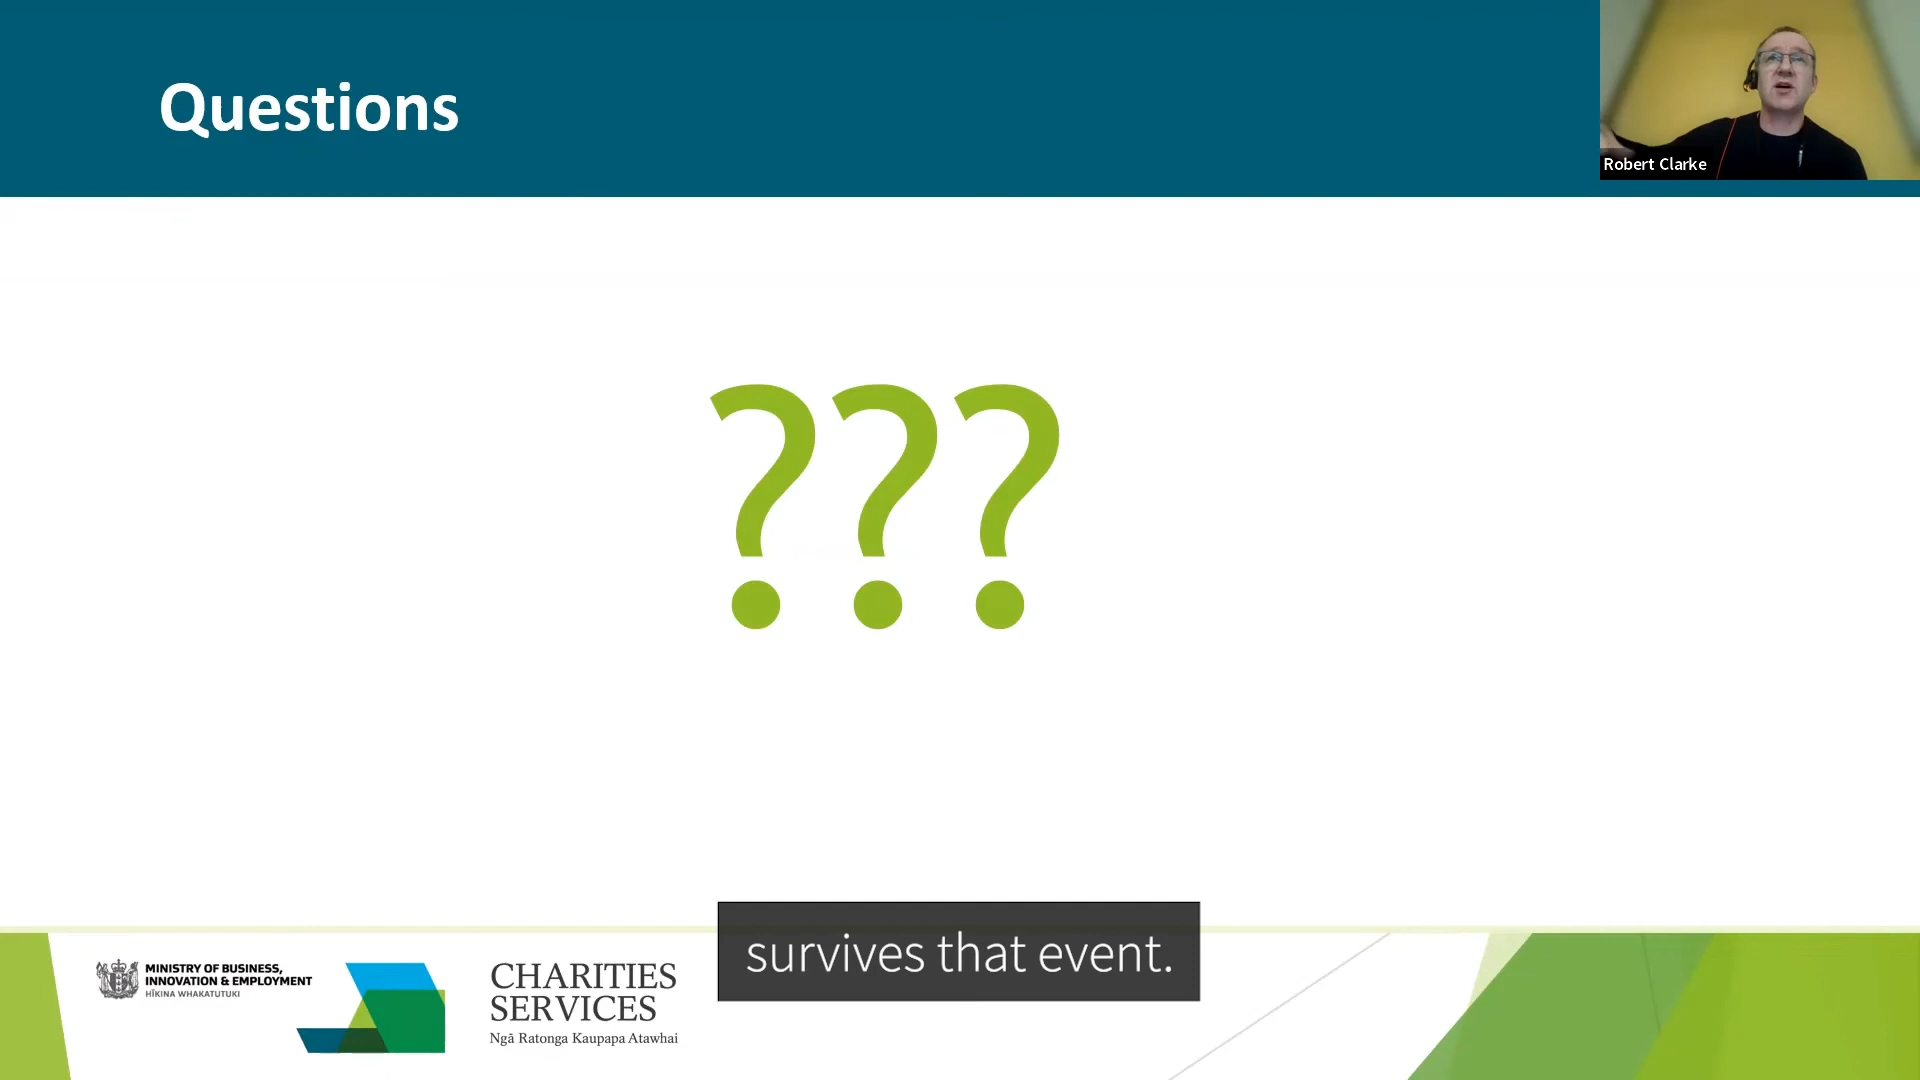 Questions
Robert Clarke
???
survives that event.
MINISTRY OF BUSINESS,
INNOVATION & EMPLOYMENT
HĪKINA WHAKATUTUKI
CHARITIES
SERVICES
Ngā Ratonga Kaupapa Atawhai